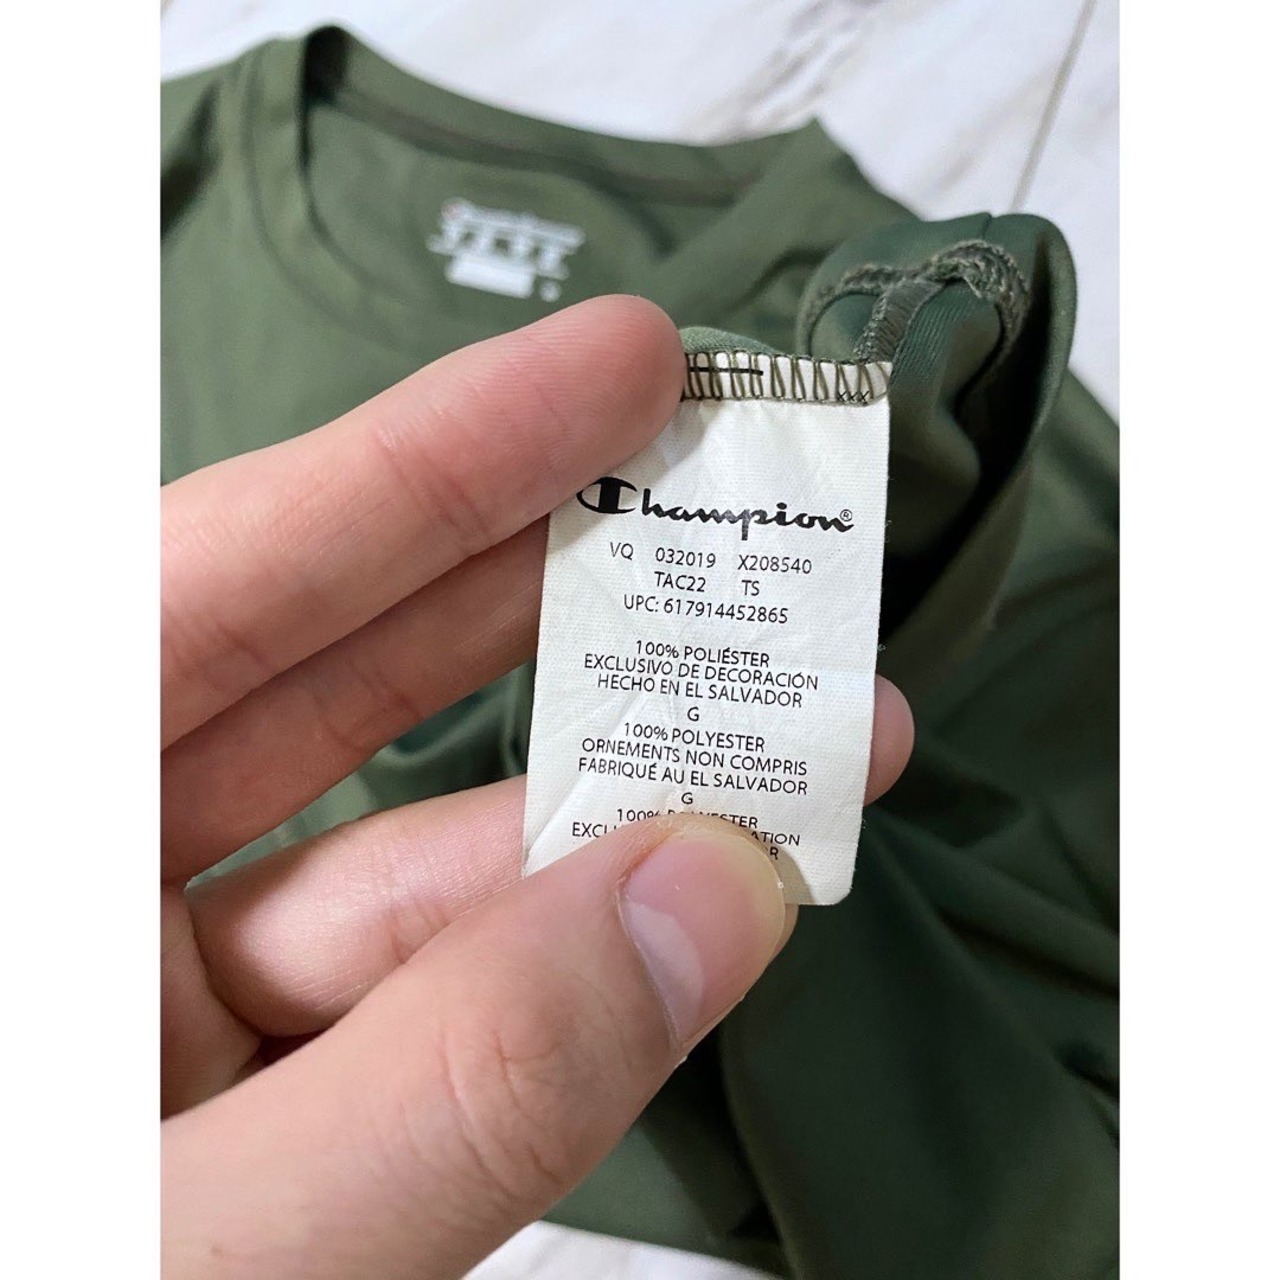 Champion®
VQ 032019 X208540
TAC22 TS
UPC: 617914452865
100% POLIÉSTER
EXCLUSIVO DE DECORACIÓN
HECHO EN EL SALVADOR
G
100% POLYESTER
ORNEMENTS NON COMPRIS
FABRIQUÉ AU EL SALVADOR
G
100%